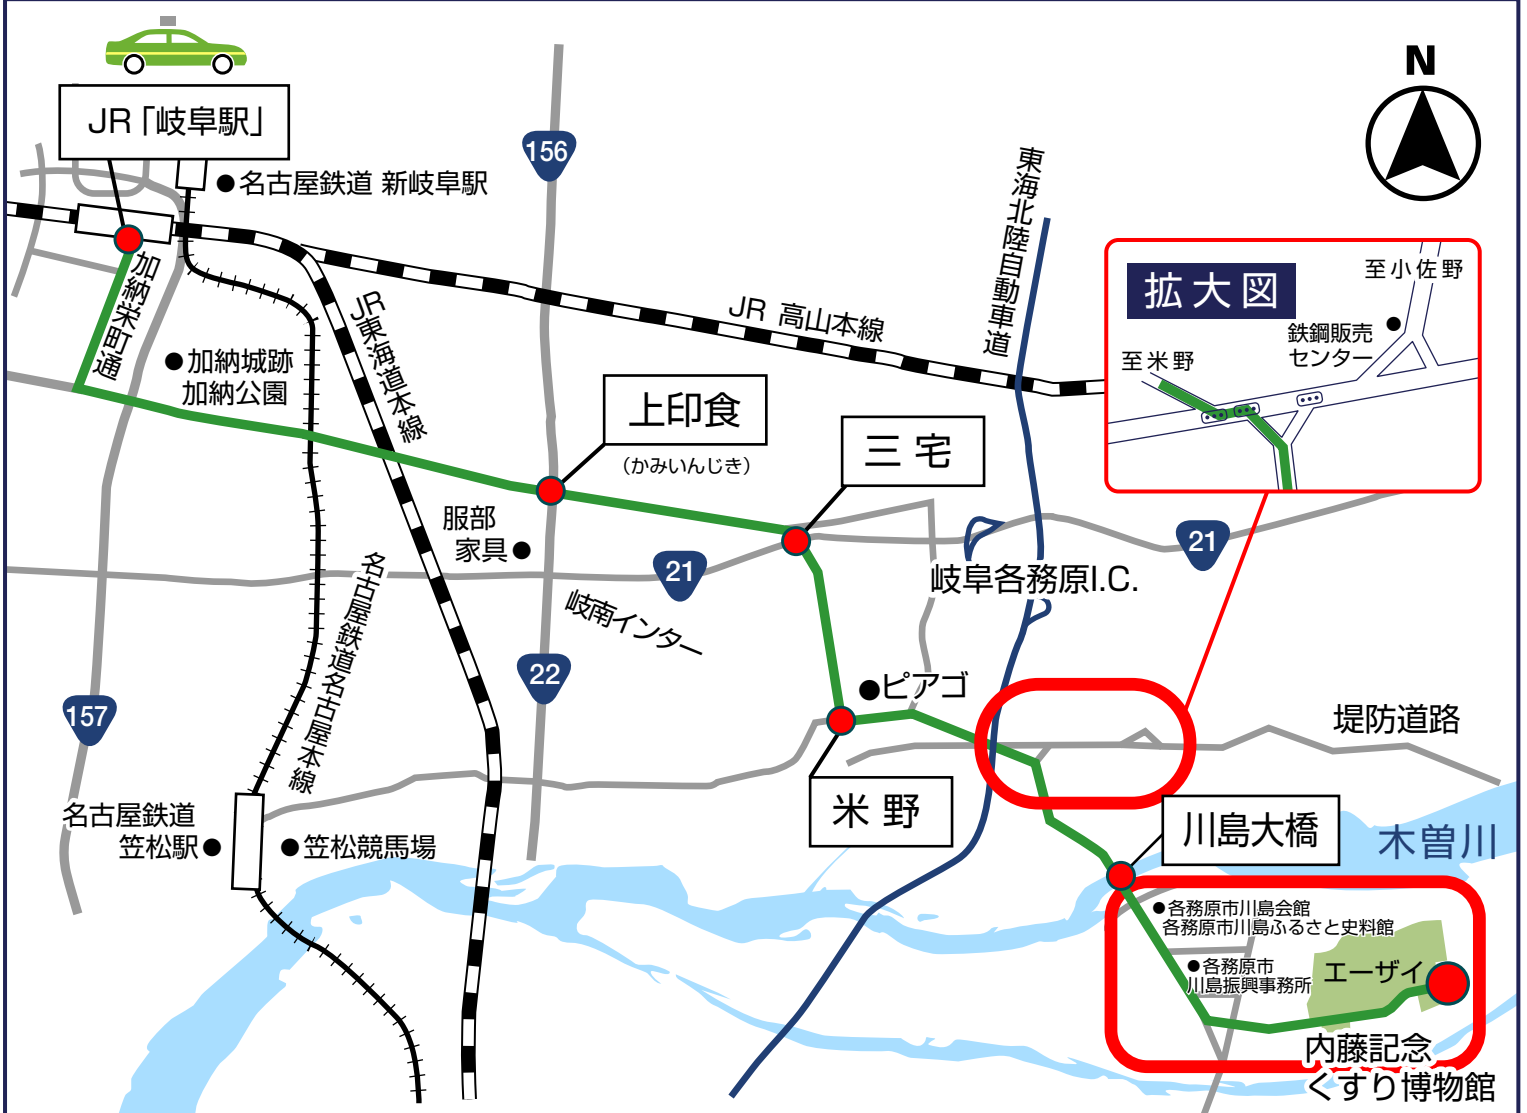 N
JR「岐阜駅」
名古屋鉄道 新岐阜駅
156
東海北陸自動車道
拡大図
至小佐野
鉄鋼販売
センター
至米野
加納栄町通
JR東海道本線
JR 高山本線
加納城跡
加納公園
上印食
（かみいんじき）
三宅
服部
家具
21
21
岐阜各務原I.C.
岐南インター
名古屋鉄道名古屋本線
22
157
ピアゴ
堤防道路
米野
川島大橋
木曽川
名古屋鉄道
笠松駅
笠松競馬場
各務原市川島会館
各務原市川島ふるさと史料館
各務原市
川島振興事務所
エーザイ
内藤記念
くすり博物館